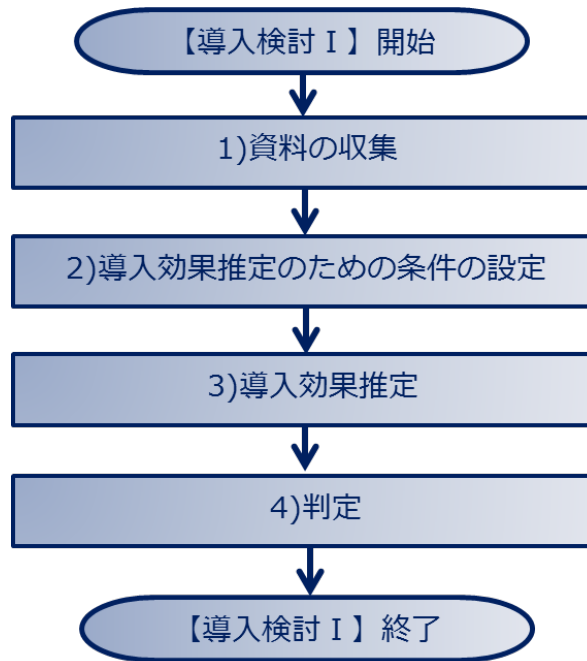 【導入検討Ⅰ】開始
1)資料の収集
2)導入効果推定のための条件の設定
3)導入効果推定
4)判定
【導入検討Ⅰ】終了